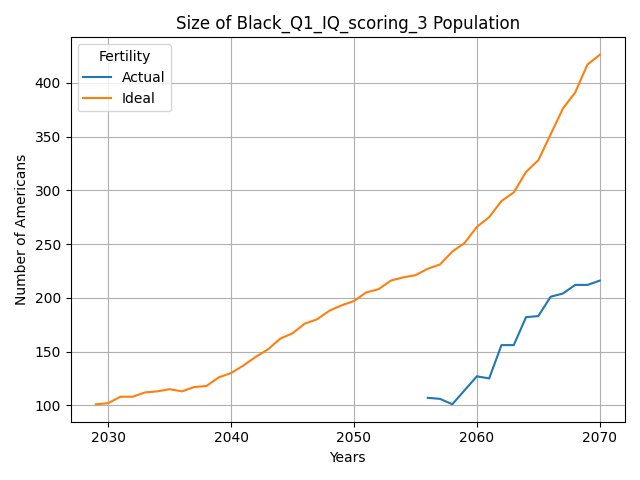 Size of Black_Q1_IQ_scoring_3 Population
Fertility
Actual
Ideal
Number of Americans
400
350
300
250
200
150
100
2030
2040
2050
2060
2070
Years